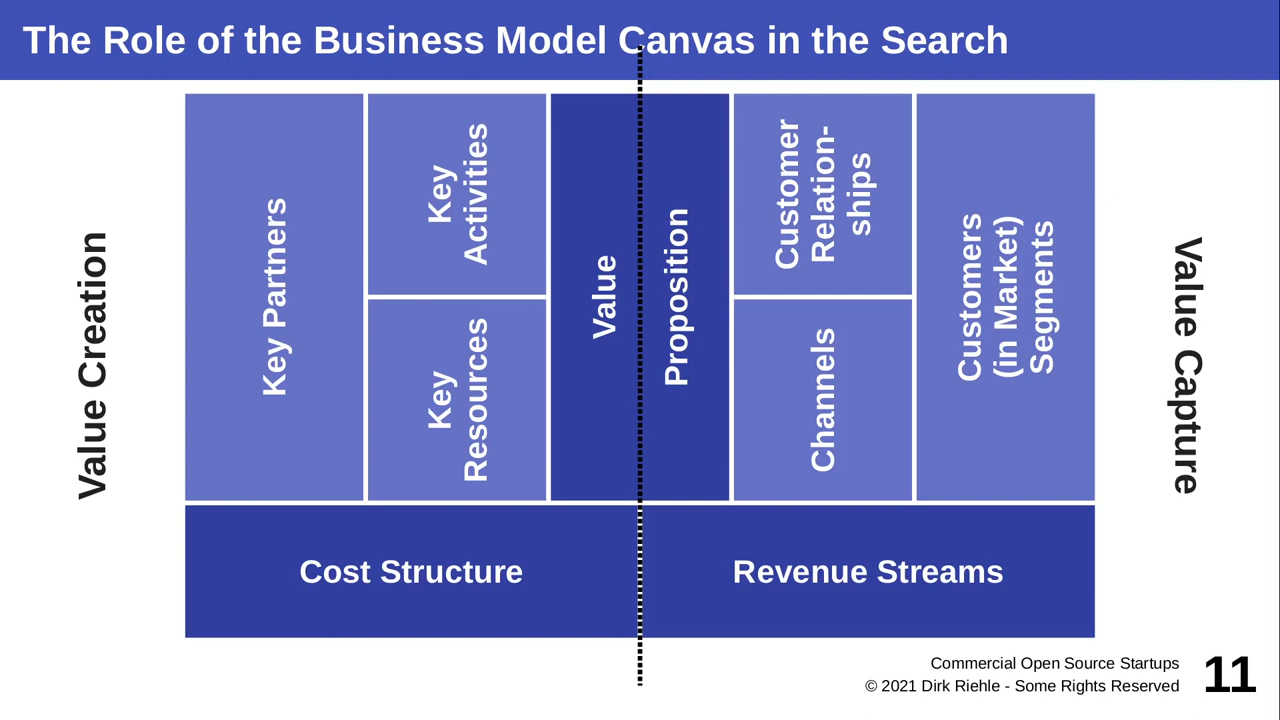 The Role of the Business Model Canvas in the Search
Value Creation
Key Partners
Key
Activities
Key
Resources
Value
Proposition
Customer
Relation-
ships
Channels
Customers
(in Market)
Segments
Value Capture
Cost Structure
Revenue Streams
Commercial Open Source Startups
© 2021 Dirk Riehle - Some Rights Reserved
11